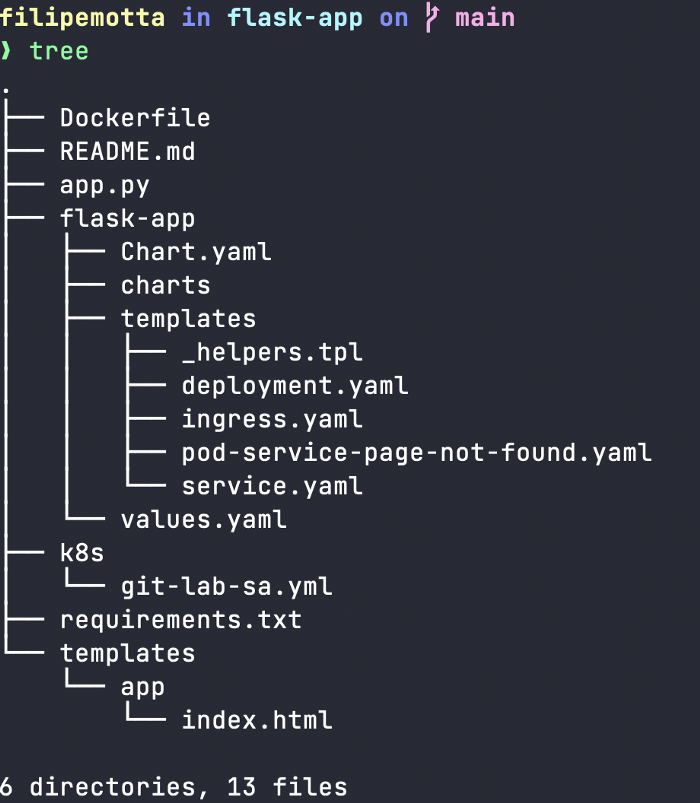 filipemotta in flask-app on main
❯ tree
.
├── Dockerfile
├── README.md
├── app.py
├── flask-app
│   ├── Chart.yaml
│   ├── charts
│   ├── templates
│   │   ├── _helpers.tpl
│   │   ├── deployment.yaml
│   │   ├── ingress.yaml
│   │   ├── pod-service-page-not-found.yaml
│   │   └── service.yaml
│   └── values.yaml
├── k8s
│   └── git-lab-sa.yml
├── requirements.txt
└── templates
    └── app
        └── index.html
6 directories, 13 files